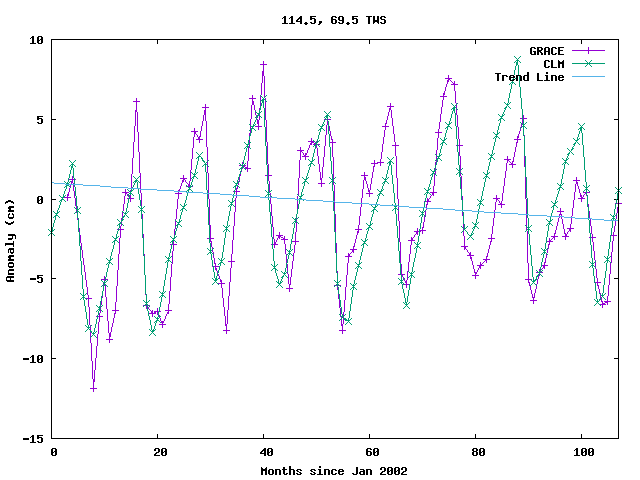 114.5, 69.5 TWS
GRACE
CLM
Trend Line
10
5
0
-5
-10
-15
Anomaly (cm)
0 20 40 60 80 100
Months since Jan 2002